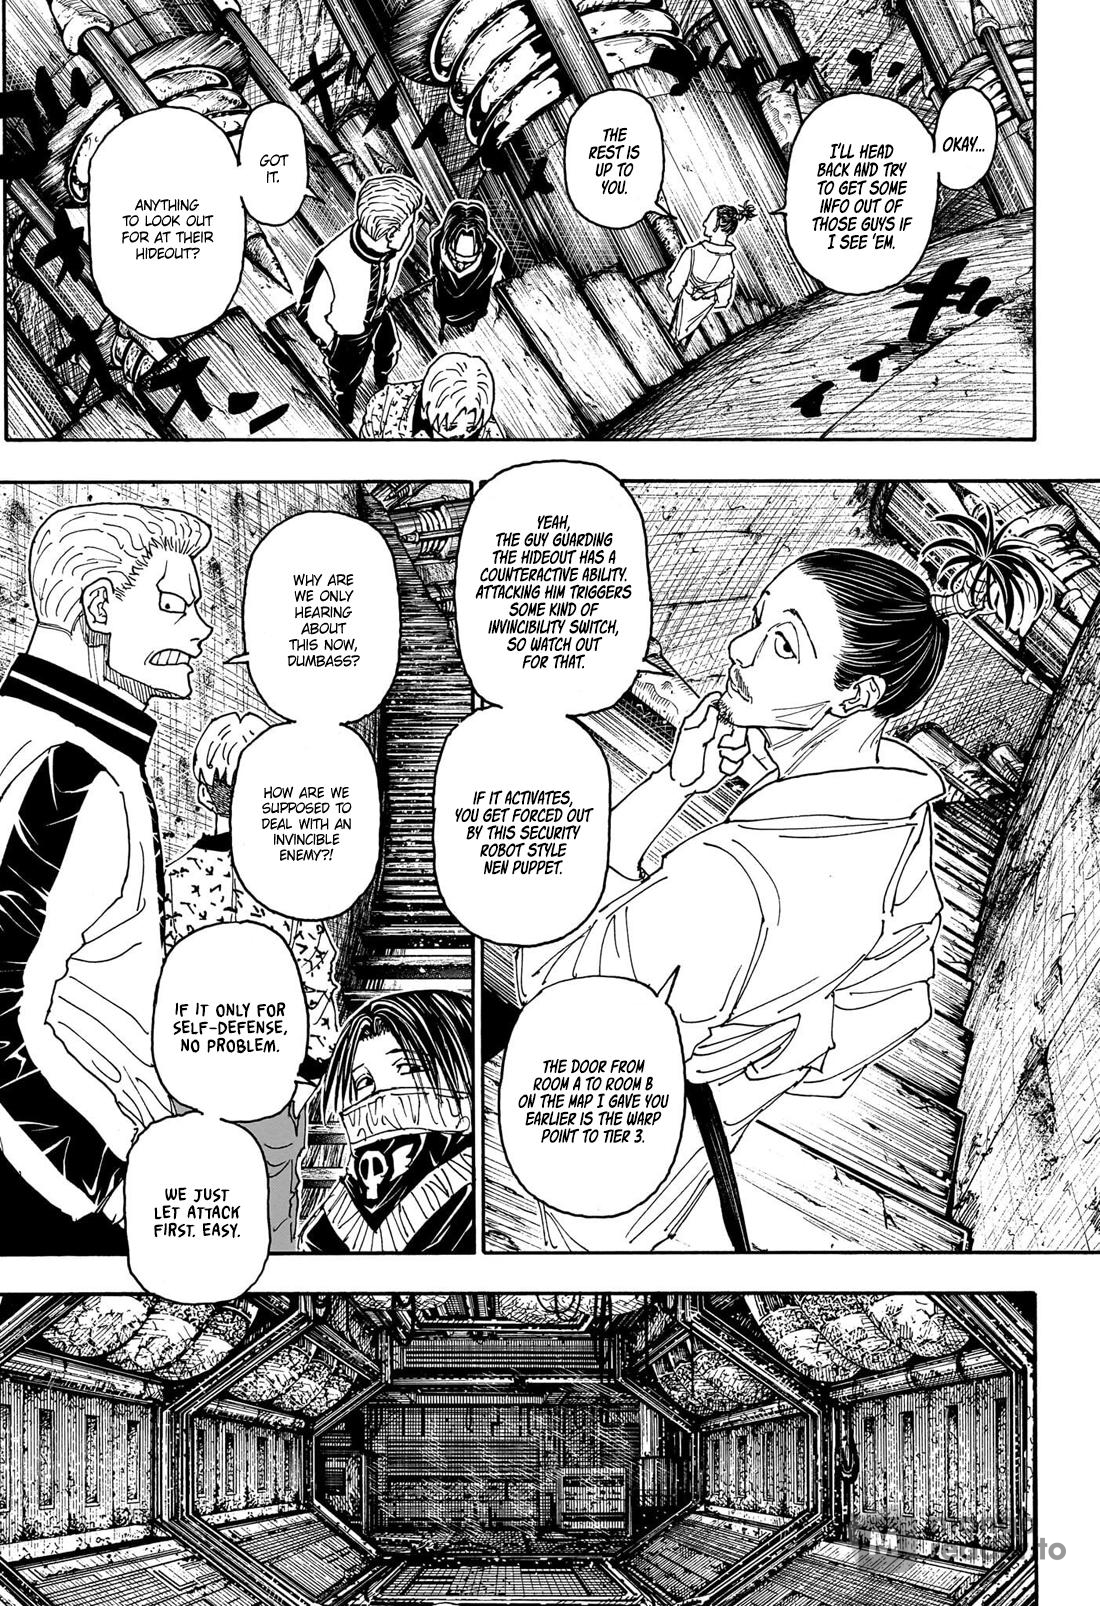 OKAY...
I'LL HEAD
BACK AND TRY
TO GET SOME
INFO OUT OF
THOSE GUYS IF
I SEE 'EM.
THE
REST IS
UP TO
YOU.
GOT
IT.
ANYTHING
TO LOOK OUT
FOR AT THEIR
HIDEOUT?
YEAH,
THE GUY GUARDING
THE HIDEOUT HAS A
COUNTERACTIVE ABILITY.
ATTACKING HIM TRIGGERS
SOME KIND OF
INVINCIBILITY SWITCH,
SO WATCH OUT
FOR THAT.
IF IT ACTIVATES,
YOU GET FORCED OUT
BY THIS SECURITY
ROBOT STYLE
NEN PUPPET.
THE DOOR FROM
ROOM A TO ROOM B
ON THE MAP I GAVE YOU
EARLIER IS THE WARP
POINT TO TIER 3.
WHY ARE
WE ONLY
HEARING
ABOUT
THIS NOW,
DUMBASS?
HOW ARE WE
SUPPOSED TO
DEAL WITH AN
INVINCIBLE
ENEMY?!
IF IT ONLY FOR
SELF-DEFENSE,
NO PROBLEM.
WE JUST
LET ATTACK
FIRST. EASY.